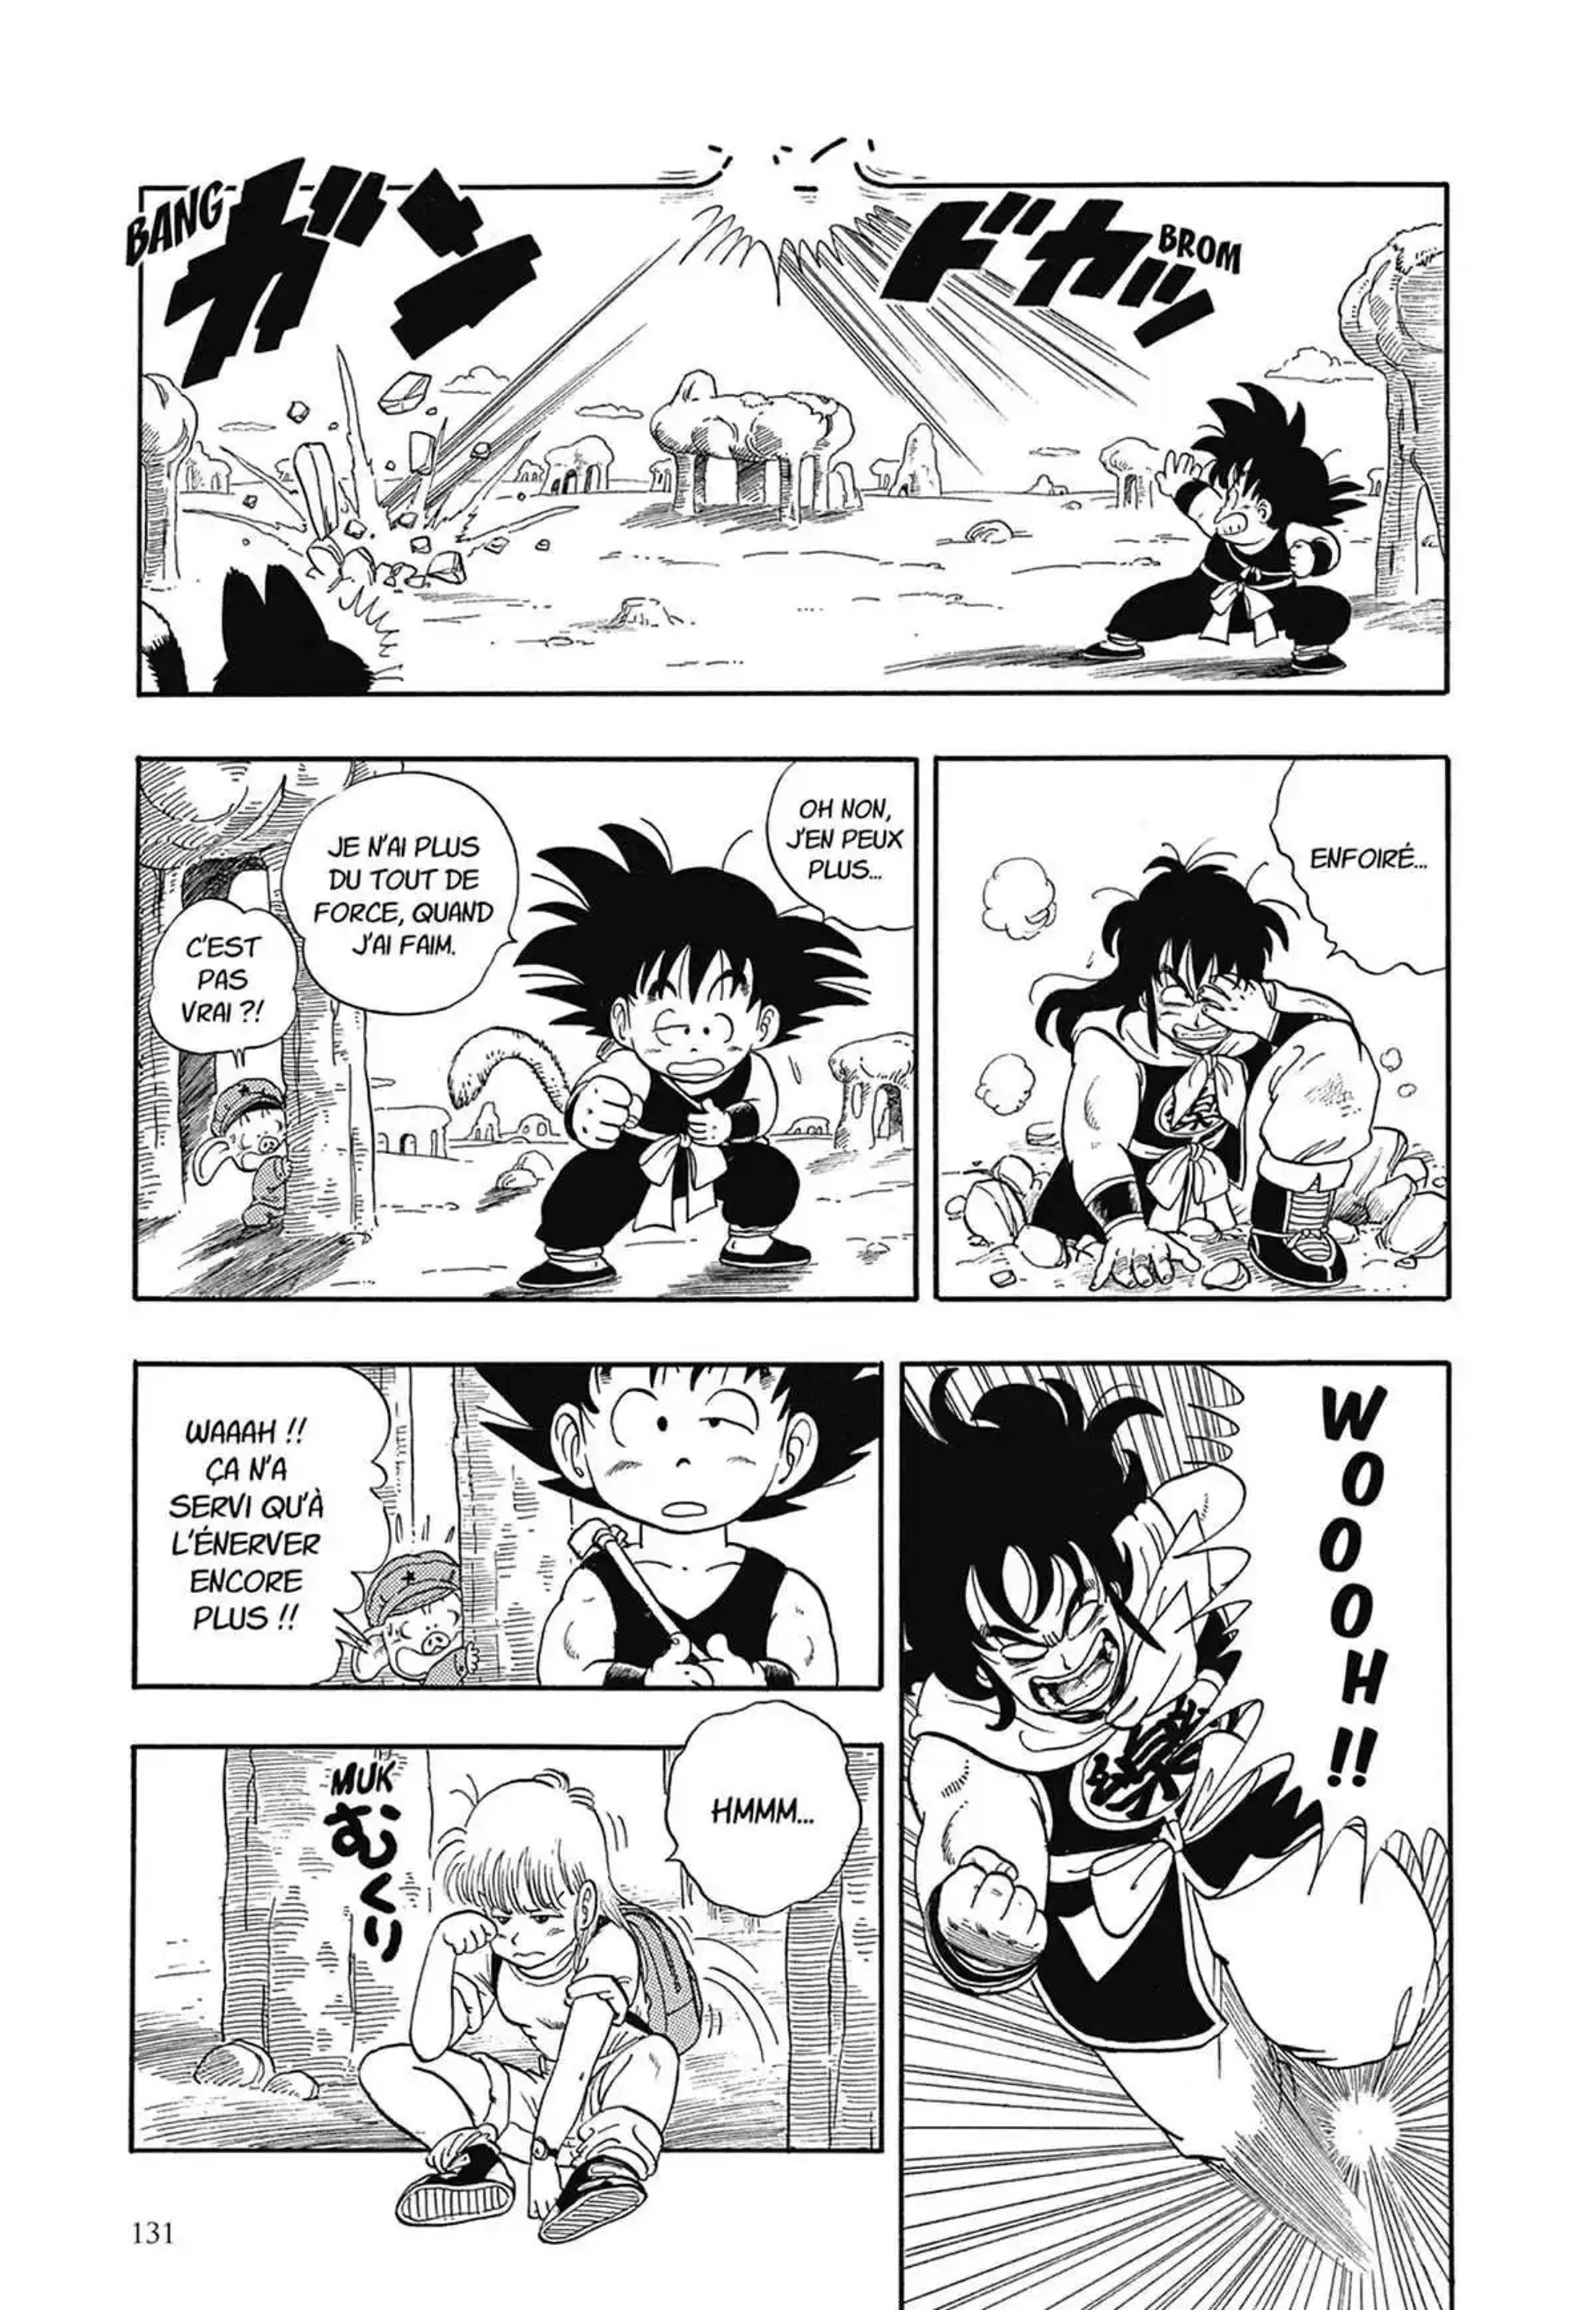 BANG
ガン
ドカッ
BROM
ENFOIRÉ...
OH NON,
J'EN PEUX
PLUS...
JE N'AI PLUS
DU TOUT DE
FORCE, QUAND
J'AI FAIM.
C'EST
PAS
VRAI ?!
WOOOH !!
樂
WAAAH !!
ÇA N'A
SERVI QU'À
L'ÉNERVER
ENCORE
PLUS !!
HMMM...
MUK
むくり
131